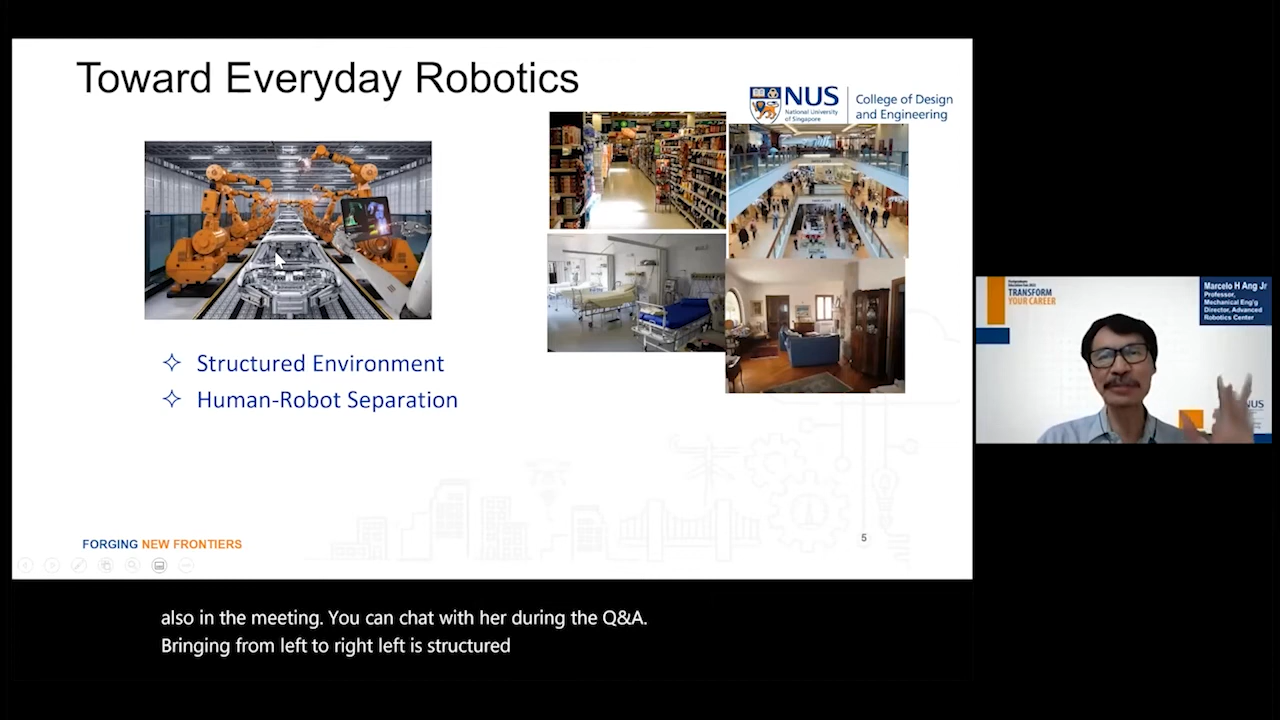 Toward Everyday Robotics
NUS
National University
of Singapore
College of Design
and Engineering
Structured Environment
Human-Robot Separation
FORGING NEW FRONTIERS
5
TRANSFORM
YOUR CAREER
Marcelo H Ang Jr
Professor,
Mechanical Eng'g
Director, Advanced
Robotics Center
NUS
also in the meeting. You can chat with her during the Q&A.
Bringing from left to right left is structured